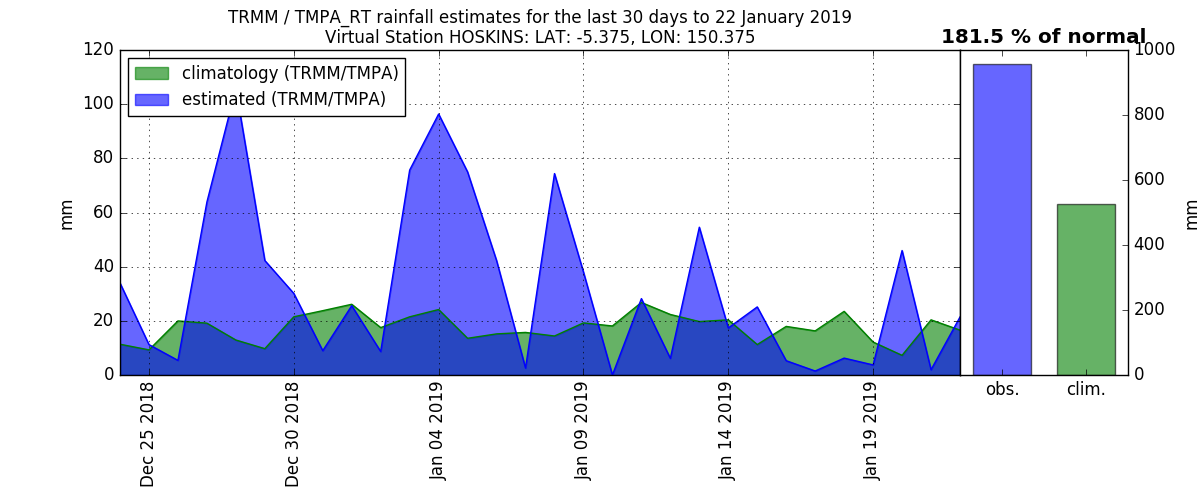 TRMM / TMPA_RT rainfall estimates for the last 30 days to 22 January 2019
Virtual Station HOSKINS: LAT: -5.375, LON: 150.375
181.5 % of normal
climatology (TRMM/TMPA)
estimated (TRMM/TMPA)
120
100
80
60
40
20
0
mm
Dec 25 2018
Dec 30 2018
Jan 04 2019
Jan 09 2019
Jan 14 2019
Jan 19 2019
1000
800
600
400
200
0
mm
obs.
clim.